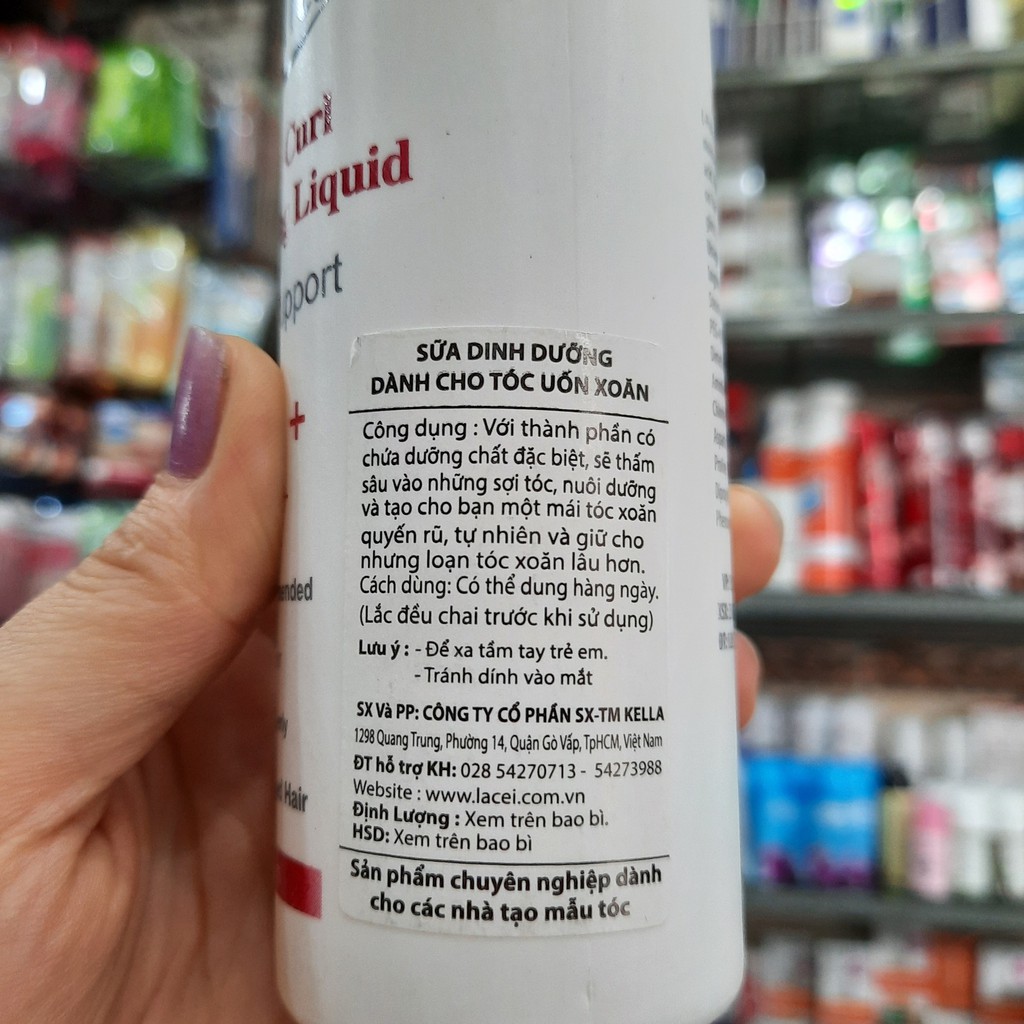 Curl
& Liquid
SỮA DINH DƯỠNG
DÀNH CHO TÓC UỐN XOĂN
Công dụng : Với thành phần có
chứa dưỡng chất đặc biệt, sẽ thấm
sâu vào những sợi tóc, nuôi dưỡng
và tạo cho bạn một mái tóc xoăn
quyến rũ, tự nhiên và giữ cho
nhưng loạn tóc xoăn lâu hơn.
Cách dùng: Có thể dung hàng ngày.
(Lắc đều chai trước khi sử dụng)
Lưu ý : - Để xa tầm tay trẻ em.
- Tránh dính vào mắt
SX Và PP: CÔNG TY CỔ PHẦN SX-TM KELLA
1298 Quang Trung, Phường 14, Quận Gò Vấp, TpHCM, Việt Nam
ĐT hỗ trợ KH: 028 54270713 - 54273988
Website : www.lacei.com.vn
Định Lượng : Xem trên bao bì.
HSD: Xem trên bao bì
Sản phẩm chuyên nghiệp dành
cho các nhà tạo mẫu tóc
+
Hair